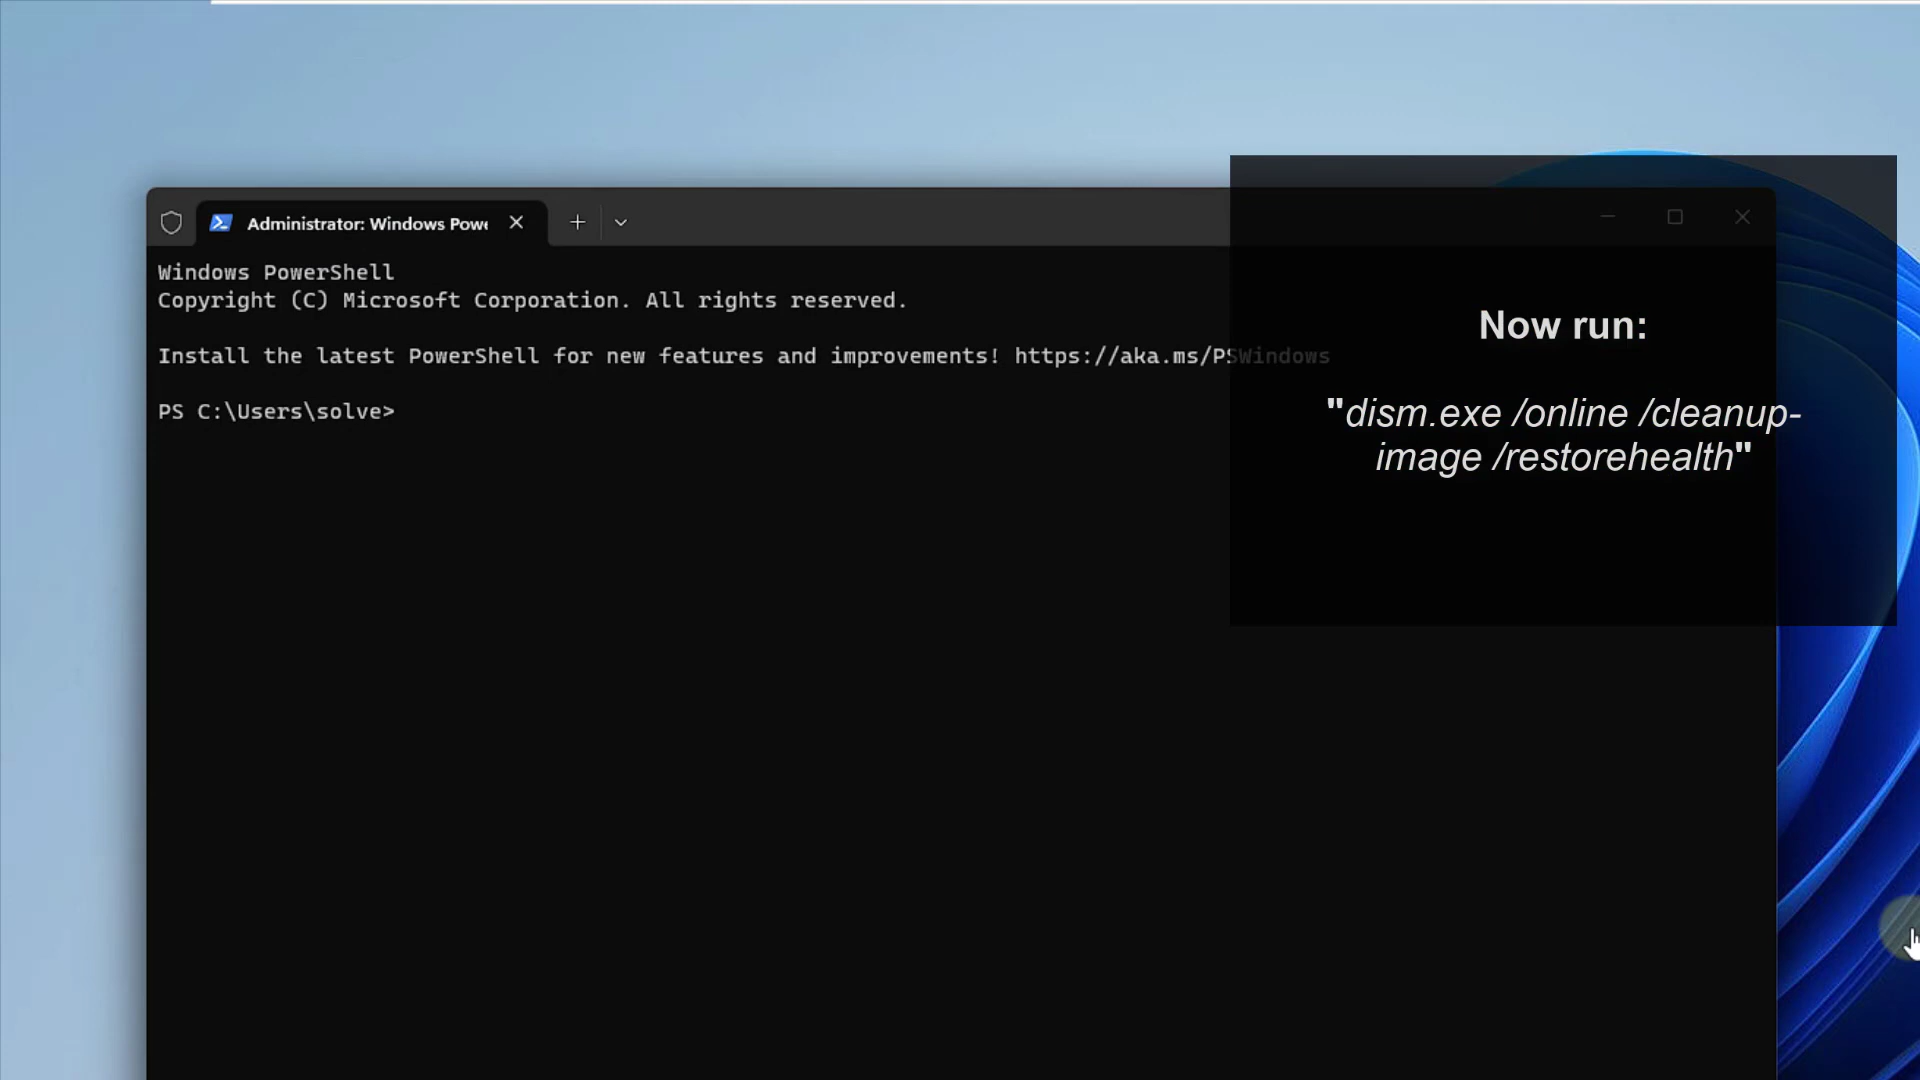 Administrator: Windows Powe
Windows PowerShell
Copyright (C) Microsoft Corporation. All rights reserved.
Install the latest PowerShell for new features and improvements! https://aka.ms/PSWindows
PS C:\Users\solve>
Now run:
"dism.exe /online /cleanup-
image /restorehealth"